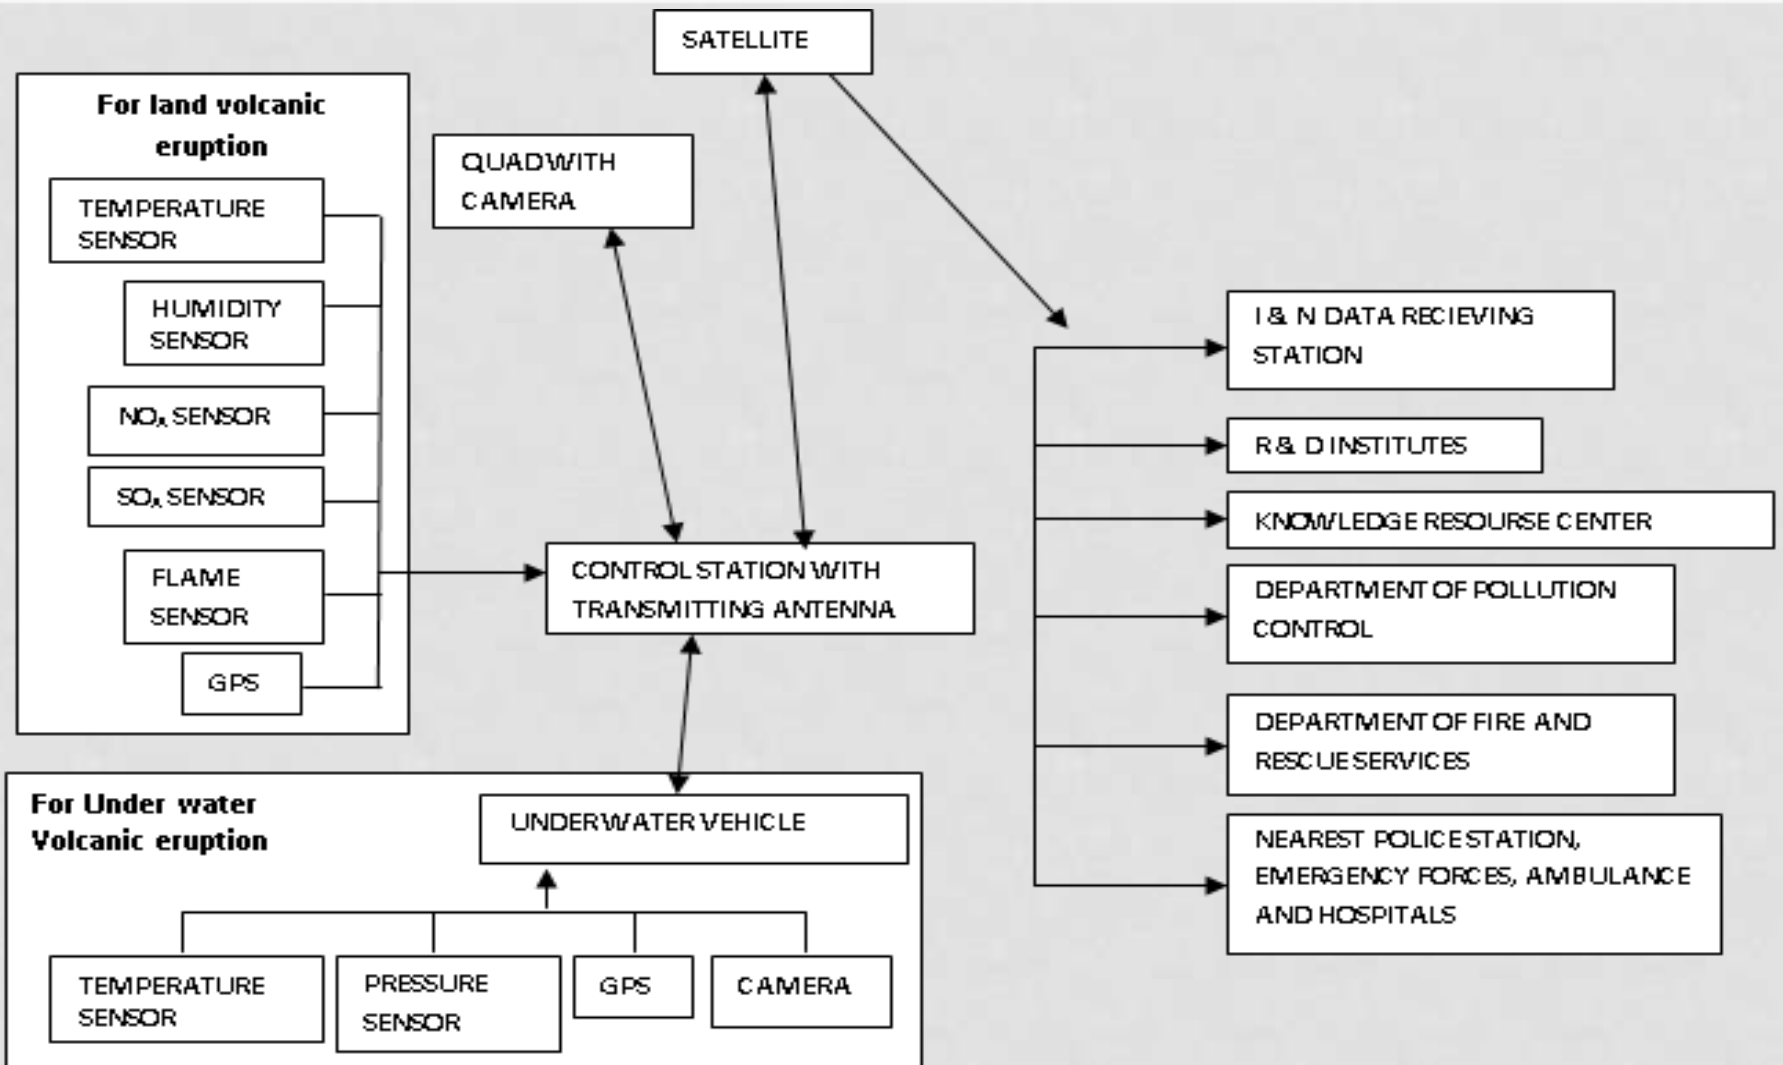 SATELLITE
For land volcanic
eruption
TEMPERATURE
SENSOR
HUMIDITY
SENSOR
NOₓ SENSOR
SOₓ SENSOR
FLAME
SENSOR
GPS
QUAD WITH
CAMERA
CONTROL STATION WITH
TRANSMITTING ANTENNA
For Under water
Volcanic eruption
UNDERWATER VEHICLE
TEMPERATURE
SENSOR
PRESSURE
SENSOR
GPS
CAMERA
I & N DATA RECIEVING
STATION
R & D INSTITUTES
KNOWLEDGE RESOURSE CENTER
DEPARTMENT OF POLLUTION
CONTROL
DEPARTMENT OF FIRE AND
RESCUE SERVICES
NEAREST POLICE STATION,
EMERGENCY FORCES, AMBULANCE
AND HOSPITALS